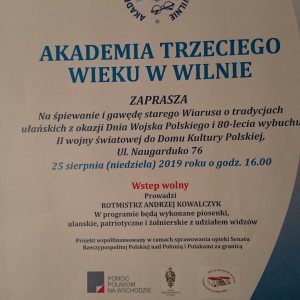 AKADEMIA TRZECIEGO
WIEKU W WILNIE
ZAPRASZA
Na śpiewanie i gawędę starego Wiarusa o tradycjach
ułańskich z okazji Dnia Wojska Polskiego i 80-lecia wybuchu
II wojny światowej do Domu Kultury Polskiej,
Ul. Naugarduko 76
25 sierpnia (niedziela) 2019 roku o godz. 16.00
Wstęp wolny
Prowadzi
ROTMISTRZ ANDRZEJ KOWALCZYK
W programie będą wykonane piosenki,
ułanskie, patriotyczne i żołnierskie z udziałem widzów
Projekt współfinansowany w ramach sprawowania opieki Senatu
Rzeczypospolitej Polskiej nad Polonią i Polakami za granicą
POMOC
POLAKOM
NA WSCHODZIE